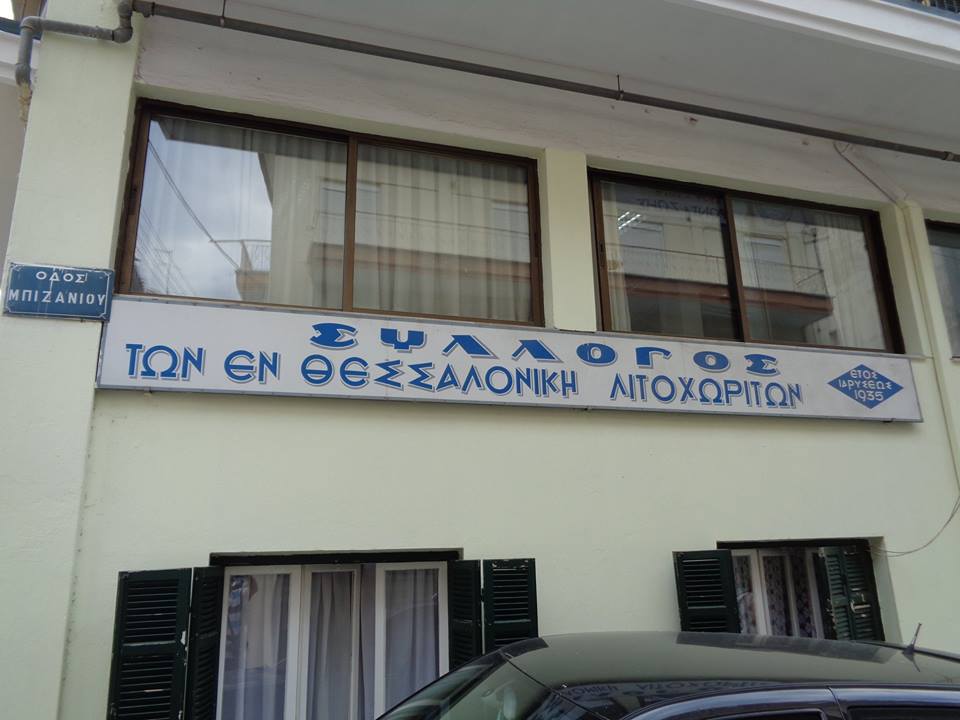 ΟΔΟΣ
ΜΠΙΖΑΝΙΟΥ
ΣΥΛΛΟΓΟΣ
ΤΩΝ ΕΝ ΘΕΣΣΑΛΟΝΙΚΗ ΛΙΤΟΧΩΡΙΤΩΝ
ΕΤΟΣ
ΙΔΡΥΣΕΩΣ
1935